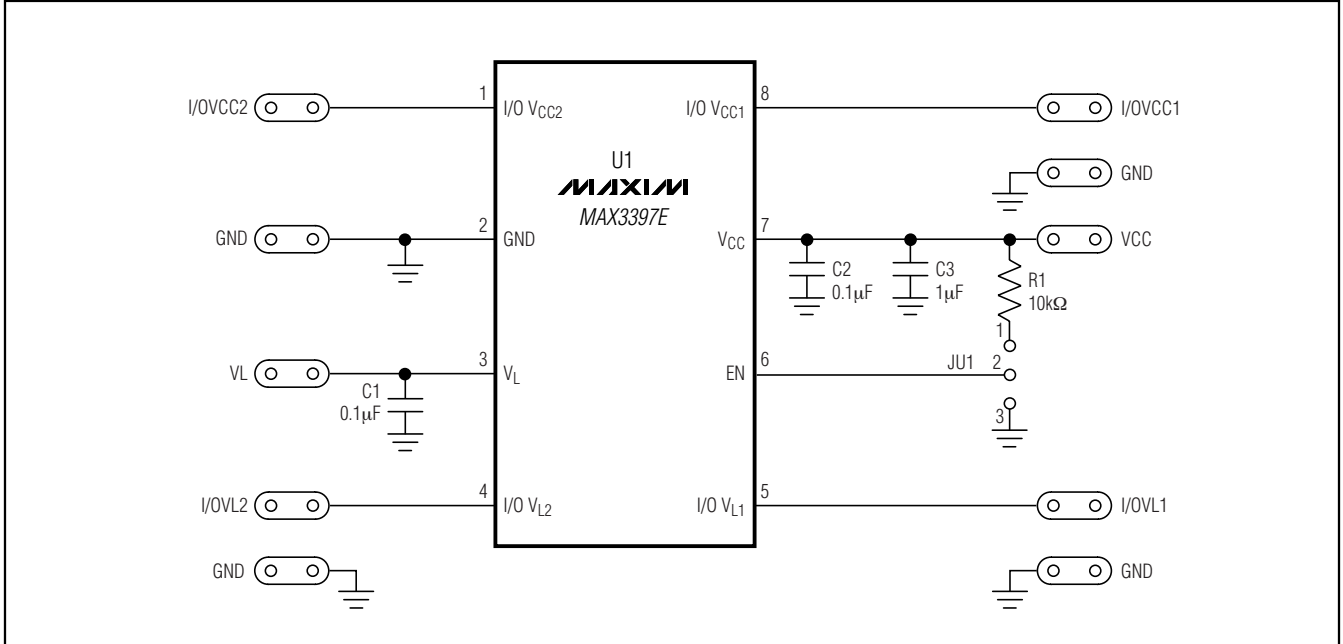 I/OVCC2
1
I/O VCC2
I/O VCC1
8
I/OVCC1
U1
MAXIM
MAX3397E
GND
GND
2
GND
VCC
7
VCC
C2
0.1µF
C3
1µF
R1
10kΩ
1
VL
3
VL
EN
6
JU1
2
C1
0.1µF
3
I/OVL2
4
I/O VL2
I/O VL1
5
I/OVL1
GND
GND